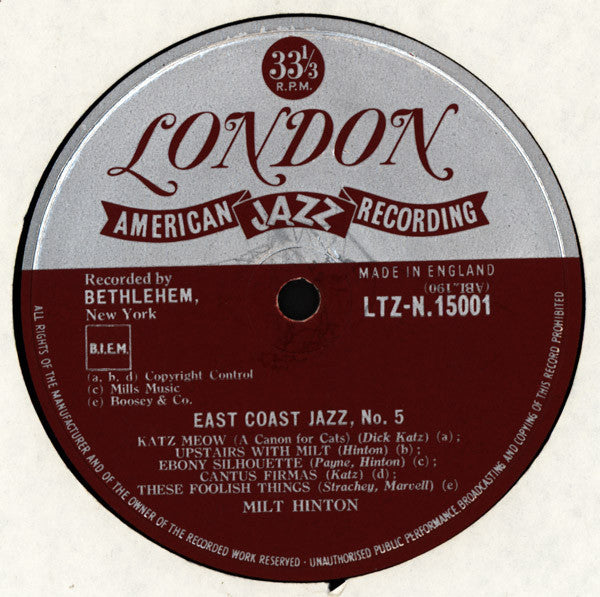 33⅓
R.P.M.
LONDON
AMERICAN JAZZ RECORDING
Recorded by
BETHLEHEM,
New York
MADE IN ENGLAND
(ABL.190)
LTZ-N.15001
B.I.E.M.
(a, b, d) Copyright Control
(c) Mills Music
(e) Boosey & Co.
EAST COAST JAZZ, No. 5
KATZ MEOW (A Canon for Cats) (Dick Katz) (a) ;
UPSTAIRS WITH MILT (Hinton) (b) ;
EBONY SILHOUETTE (Payne, Hinton) (c) ;
CANTUS FIRMAS (Katz) (d) ;
THESE FOOLISH THINGS (Strachey, Marvell) (e)
MILT HINTON
ALL RIGHTS OF THE MANUFACTURER AND OF THE OWNER OF THE RECORDED WORK RESERVED · UNAUTHORISED PUBLIC PERFORMANCE, BROADCASTING AND COPYING OF THIS RECORD PROHIBITED